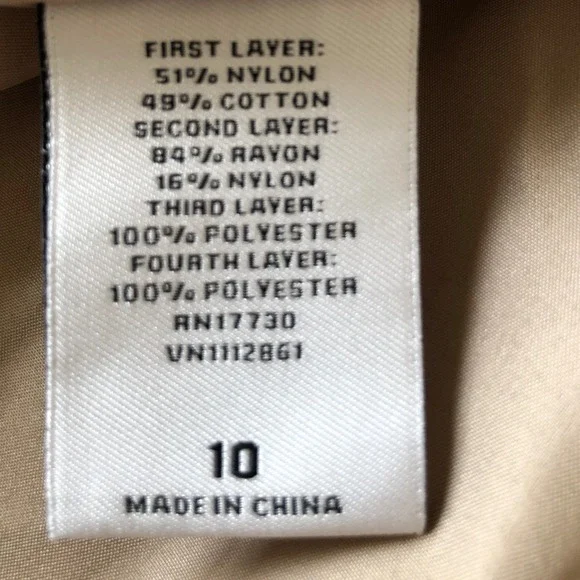 FIRST LAYER:
51% NYLON
49% COTTON
SECOND LAYER:
84% RAYON
16% NYLON
THIRD LAYER:
100% POLYESTER
FOURTH LAYER:
100% POLYESTER
RN17730
VN1112861
10
MADE IN CHINA